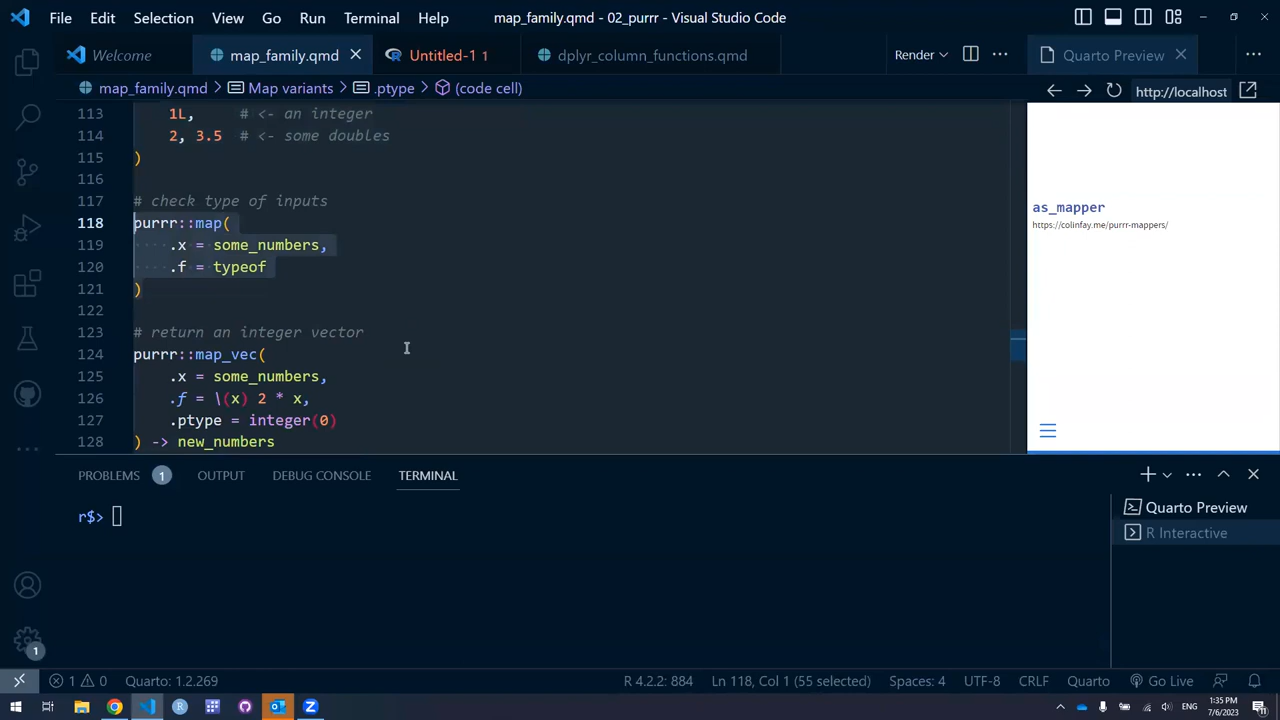 File Edit Selection View Go Run Terminal Help map_family.qmd - 02_purrr - Visual Studio Code
Welcome map_family.qmd Untitled-1 1 dplyr_column_functions.qmd Render Quarto Preview
map_family.qmd > Map variants > .ptype > (code cell) http://localhost
113 1L, # <- an integer
114 2, 3.5 # <- some doubles
115 )
116
117 # check type of inputs
118 purrr::map(
119 .x = some_numbers,
120 .f = typeof
121 )
122
123 # return an integer vector
124 purrr::map_vec(
125 .x = some_numbers,
126 .f = \(x) 2 * x,
127 .ptype = integer(0)
128 ) -> new_numbers
as_mapper
https://colinfay.me/purrr-mappers/
PROBLEMS 1 OUTPUT DEBUG CONSOLE TERMINAL
r$>
Quarto Preview
R Interactive
1
1 0 Quarto: 1.2.269 R 4.2.2: 884 Ln 118, Col 1 (55 selected) Spaces: 4 UTF-8 CRLF Quarto Go Live
ENG 1:35 PM
7/6/2023